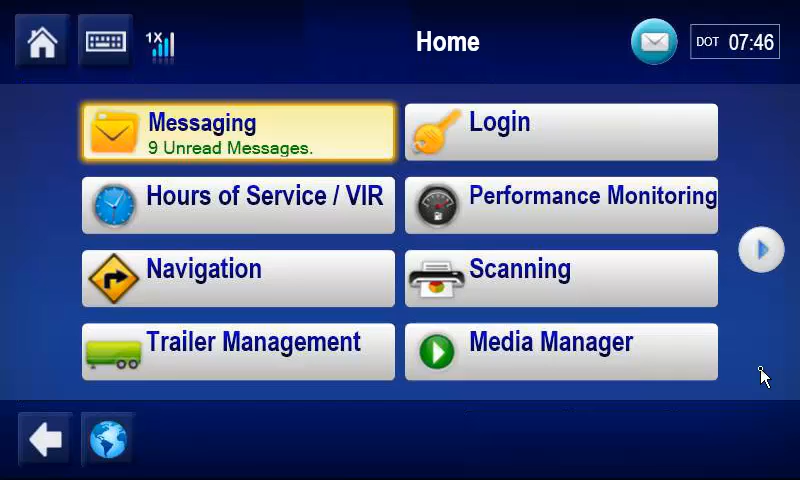 1X
Home
DOT 07:46
Messaging
9 Unread Messages.
Login
Hours of Service / VIR
Performance Monitoring
Navigation
Scanning
Trailer Management
Media Manager